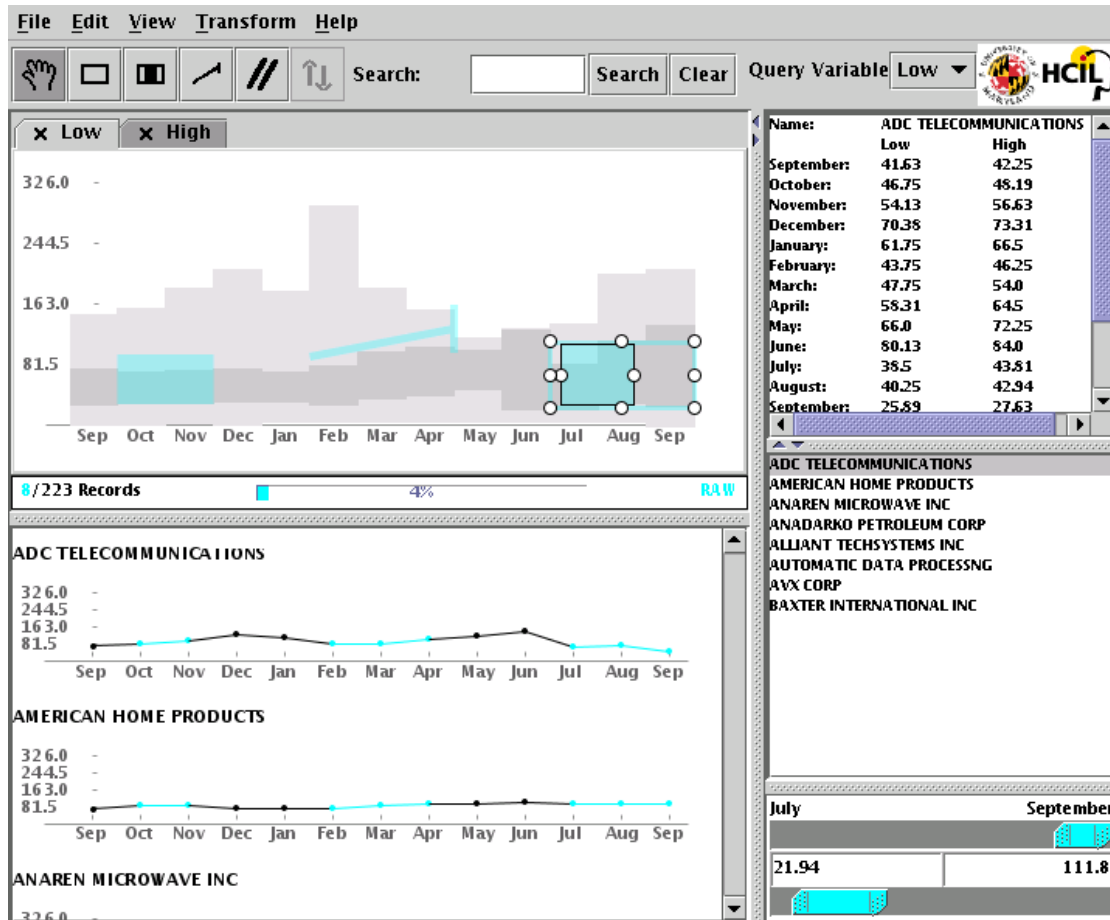 File Edit View Transform Help
Search: Search Clear Query Variable Low UNIVERSITY OF MARYLAND HCIL
x Low x High
326.0
244.5
163.0
81.5
Sep Oct Nov Dec Jan Feb Mar Apr May Jun Jul Aug Sep
8/223 Records 4% RAW
ADC TELECOMMUNICATIONS
326.0
244.5
163.0
81.5
Sep Oct Nov Dec Jan Feb Mar Apr May Jun Jul Aug Sep
AMERICAN HOME PRODUCTS
326.0
244.5
163.0
81.5
Sep Oct Nov Dec Jan Feb Mar Apr May Jun Jul Aug Sep
ANAREN MICROWAVE INC
326.0
Name: ADC TELECOMMUNICATIONS
Low High
September: 41.63 42.25
October: 46.75 48.19
November: 54.13 56.63
December: 70.38 73.31
January: 61.75 66.5
February: 43.75 46.25
March: 47.75 54.0
April: 58.31 64.5
May: 66.0 72.25
June: 80.13 84.0
July: 38.5 43.81
August: 40.25 42.94
September: 25.89 27.63
ADC TELECOMMUNICATIONS
AMERICAN HOME PRODUCTS
ANAREN MICROWAVE INC
ANADARKO PETROLEUM CORP
ALLIANT TECHSYSTEMS INC
AUTOMATIC DATA PROCESSNG
AVX CORP
BAXTER INTERNATIONAL INC
July September
21.94 111.8